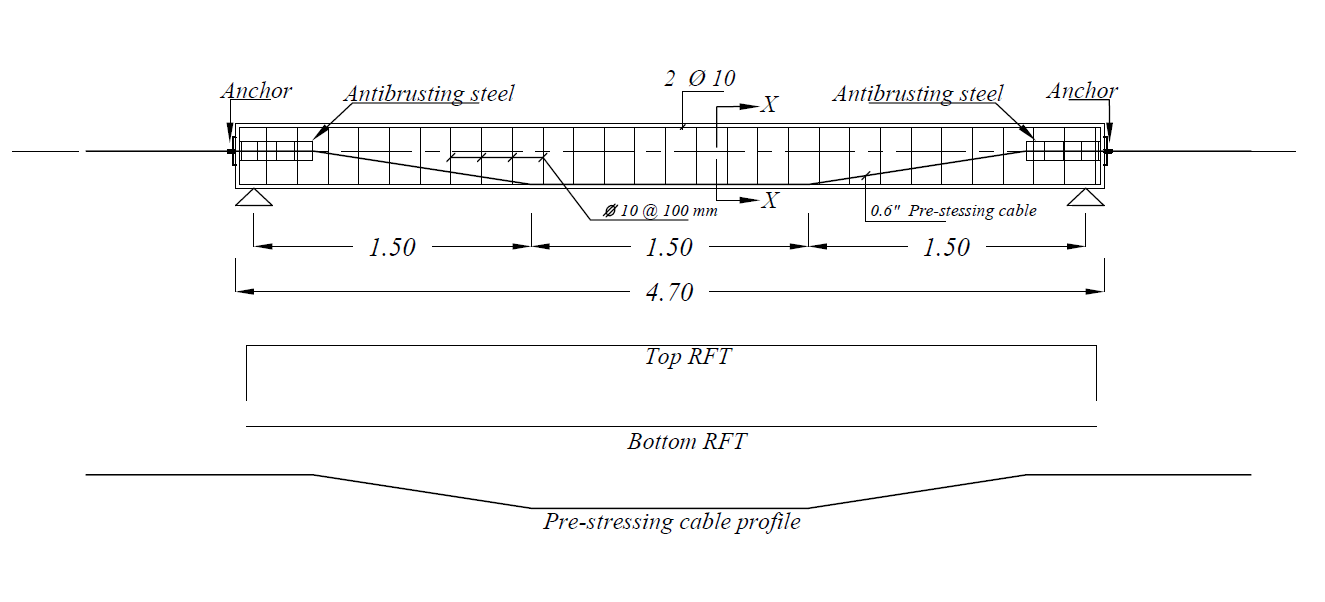 2 Ø 10
Anchor
Antibrusting steel
Antibrusting steel
Anchor
X
X
Ø 10 @ 100 mm
0.6" Pre-stessing cable
1.50
1.50
1.50
4.70
Top RFT
Bottom RFT
Pre-stressing cable profile